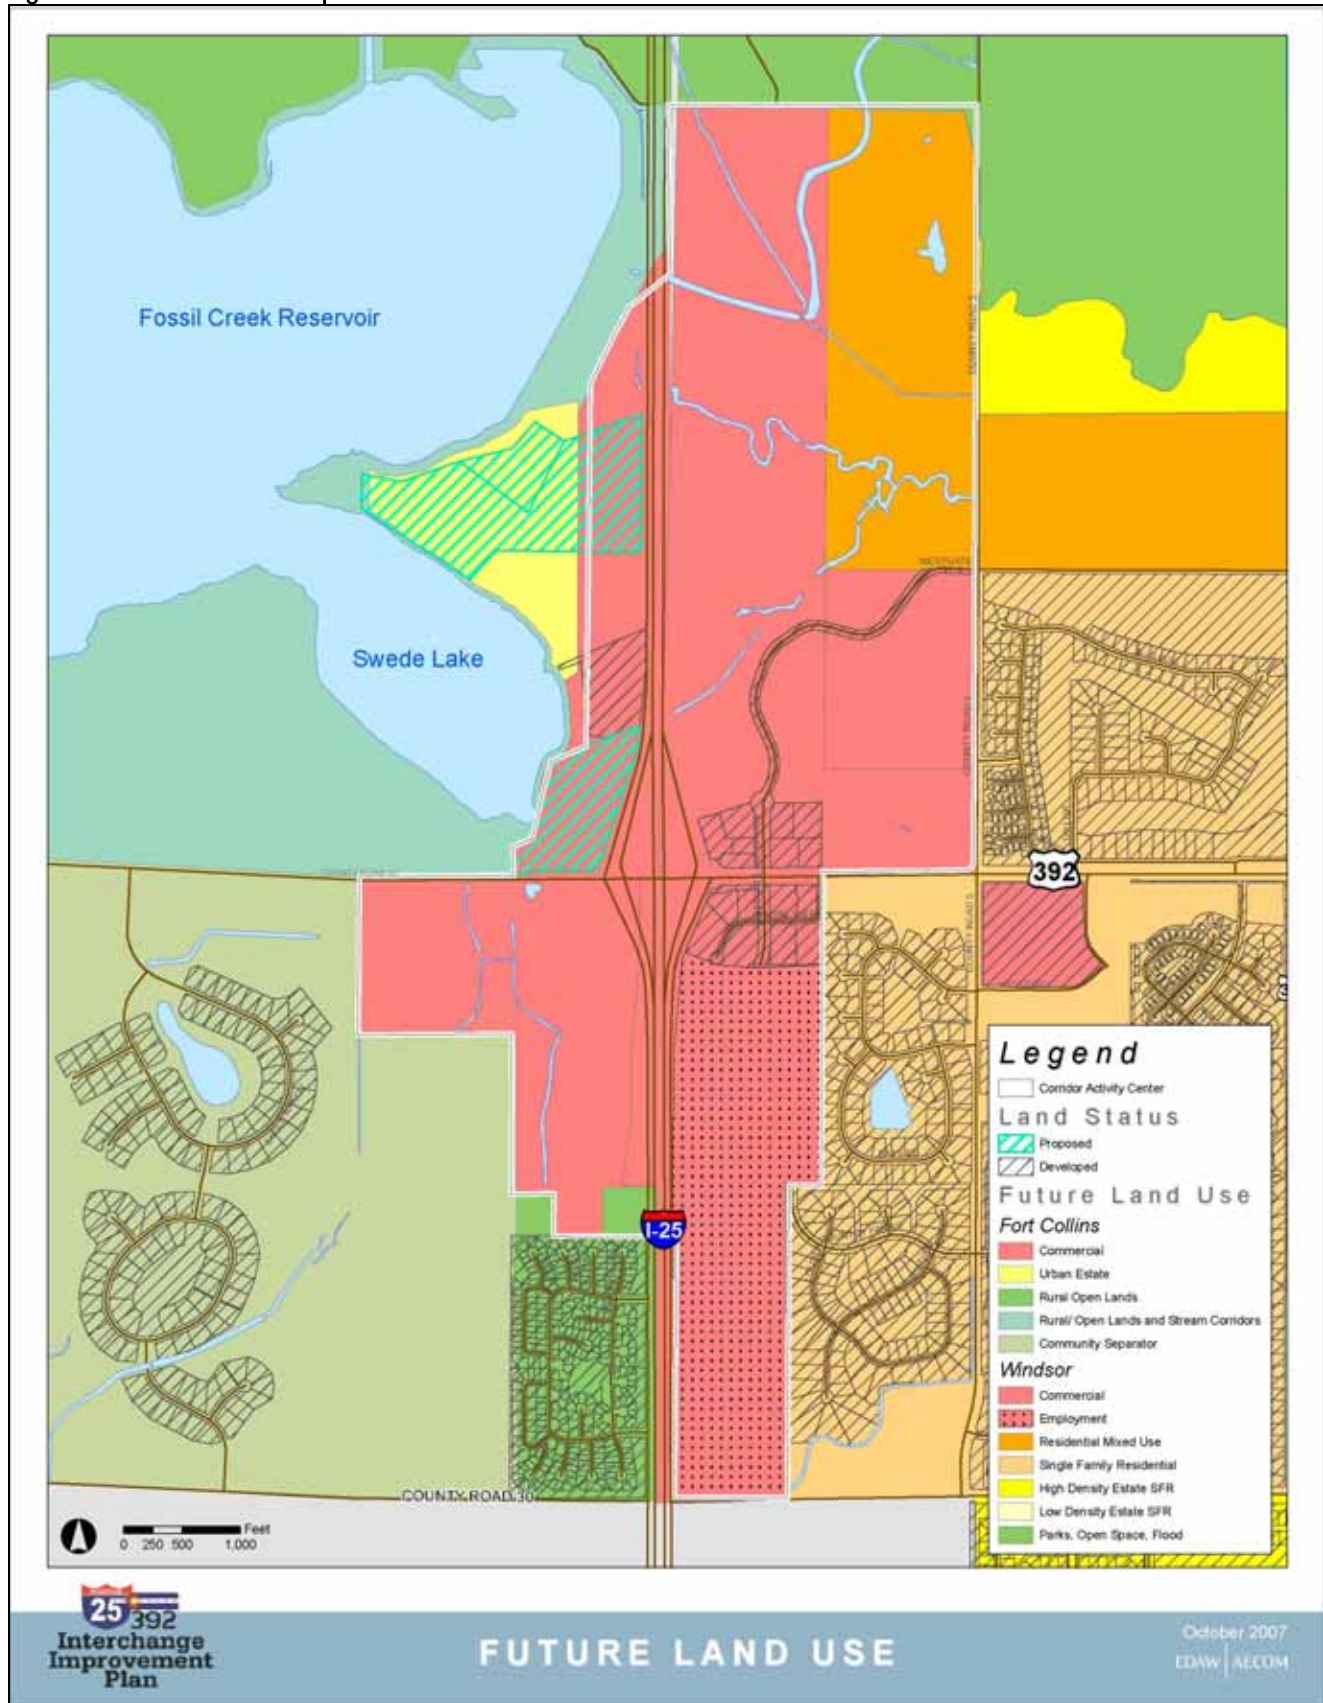 Fossil Creek Reservoir
Swede Lake
392
I-25
COUNTY ROAD 30
Legend
Corridor Activity Center
Land Status
Proposed
Developed
Future Land Use
Fort Collins
Commercial
Urban Estate
Rural Open Lands
Rural/ Open Lands and Stream Corridors
Community Separator
Windsor
Commercial
Employment
Residential Mixed Use
Single Family Residential
High Density Estate SFR
Low Density Estate SFR
Parks, Open Space, Flood
Feet
0 250 500 1,000
25 392
Interchange
Improvement
Plan
FUTURE LAND USE
October 2007
EDAW | AECOM